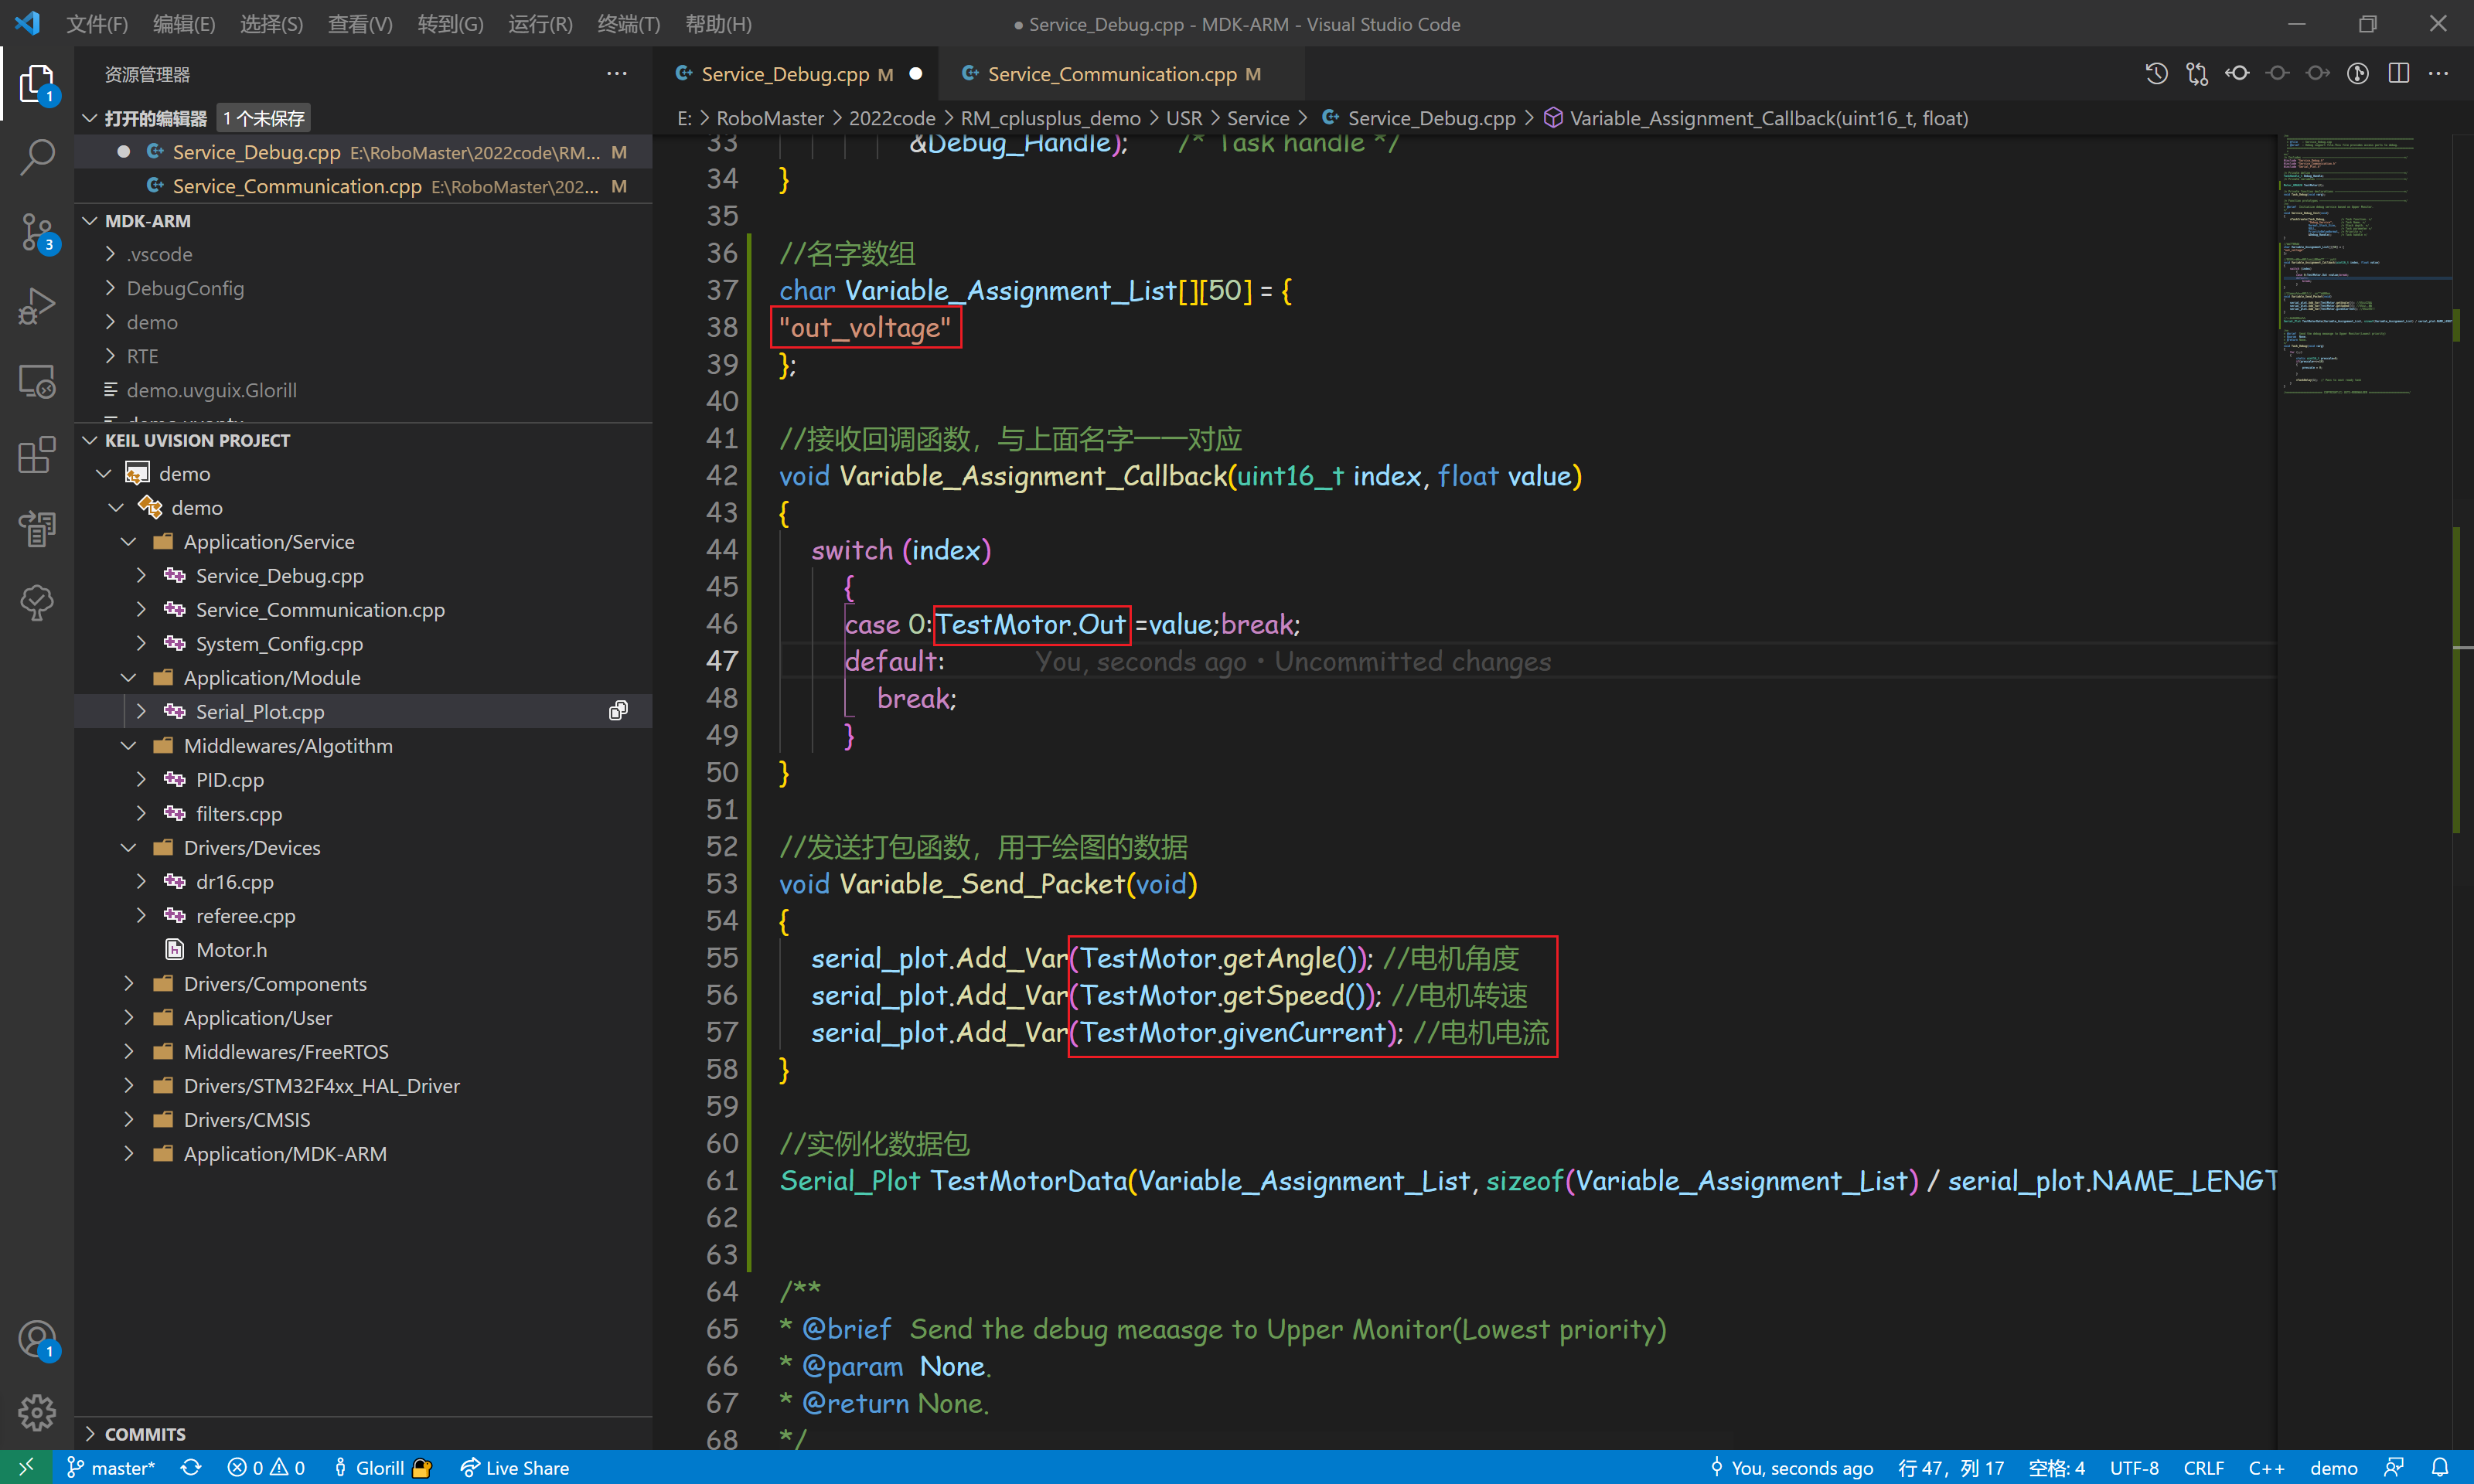 文件(F) 编辑(E) 选择(S) 查看(V) 转到(G) 运行(R) 终端(T) 帮助(H)
● Service_Debug.cpp - MDK-ARM - Visual Studio Code
资源管理器
打开的编辑器 1 个未保存
Service_Debug.cpp E:\RoboMaster\2022code\RM... M
Service_Communication.cpp E:\RoboMaster\202... M
MDK-ARM
.vscode
DebugConfig
demo
RTE
demo.uvguix.Glorill
KEIL UVISION PROJECT
demo
demo
Application/Service
Service_Debug.cpp
Service_Communication.cpp
System_Config.cpp
Application/Module
Serial_Plot.cpp
Middlewares/Algotithm
PID.cpp
filters.cpp
Drivers/Devices
dr16.cpp
referee.cpp
Motor.h
Drivers/Components
Application/User
Middlewares/FreeRTOS
Drivers/STM32F4xx_HAL_Driver
Drivers/CMSIS
Application/MDK-ARM
COMMITS
1
3
1
Service_Debug.cpp M
Service_Communication.cpp M
E: > RoboMaster > 2022code > RM_cplusplus_demo > USR > Service > Service_Debug.cpp > Variable_Assignment_Callback(uint16_t, float)
33 &Debug_Handle); /* Task handle */
34 }
35
36 //名字数组
37 char Variable_Assignment_List[][50] = {
38 "out_voltage"
39 };
40
41 //接收回调函数，与上面名字一一对应
42 void Variable_Assignment_Callback(uint16_t index, float value)
43 {
44 switch (index)
45 {
46 case 0:TestMotor.Out =value;break;
47 default: You, seconds ago • Uncommitted changes
48 break;
49 }
50 }
51
52 //发送打包函数，用于绘图的数据
53 void Variable_Send_Packet(void)
54 {
55 serial_plot.Add_Var(TestMotor.getAngle()); //电机角度
56 serial_plot.Add_Var(TestMotor.getSpeed()); //电机转速
57 serial_plot.Add_Var(TestMotor.givenCurrent); //电机电流
58 }
59
60 //实例化数据包
61 Serial_Plot TestMotorData(Variable_Assignment_List, sizeof(Variable_Assignment_List) / serial_plot.NAME_LENGT
62
63
64 /**
65 * @brief Send the debug meaasge to Upper Monitor(Lowest priority)
66 * @param None.
67 * @return None.
68 */
master* 0 0 Glorill Live Share
You, seconds ago 行 47，列 17 空格: 4 UTF-8 CRLF C++ demo